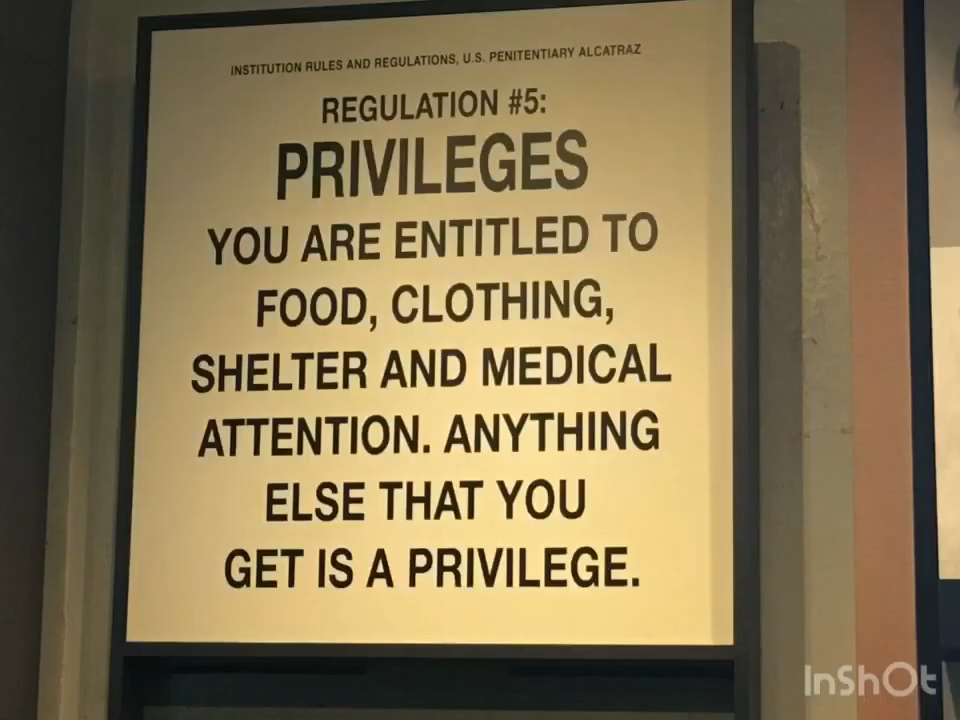 INSTITUTION RULES AND REGULATIONS, U.S. PENITENTIARY ALCATRAZ
REGULATION #5:
PRIVILEGES
YOU ARE ENTITLED TO
FOOD, CLOTHING,
SHELTER AND MEDICAL
ATTENTION. ANYTHING
ELSE THAT YOU
GET IS A PRIVILEGE.
InShOt